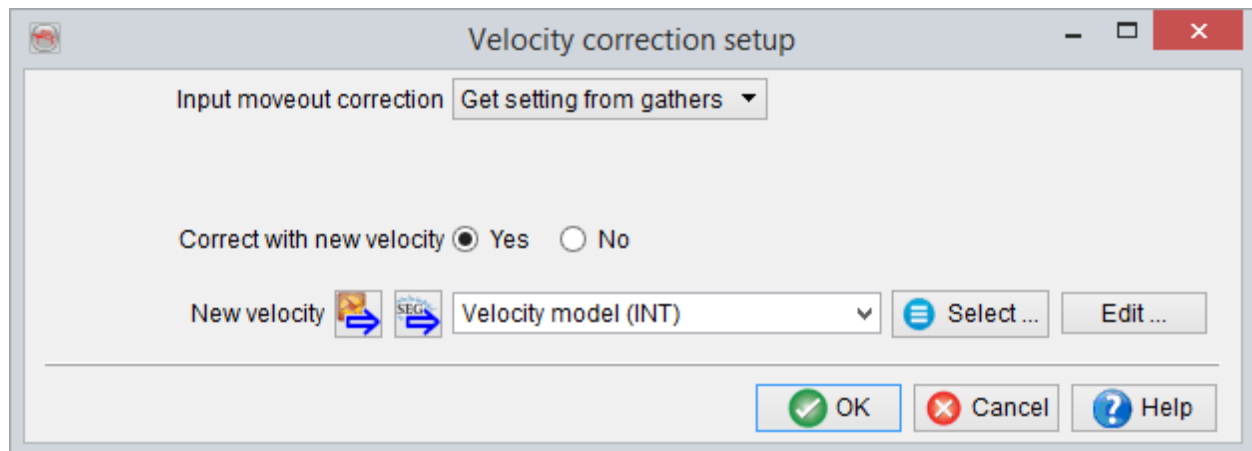 Velocity correction setup
Input moveout correction Get setting from gathers
Correct with new velocity Yes No
New velocity SEG Velocity model (INT) Select ... Edit ...
OK Cancel Help